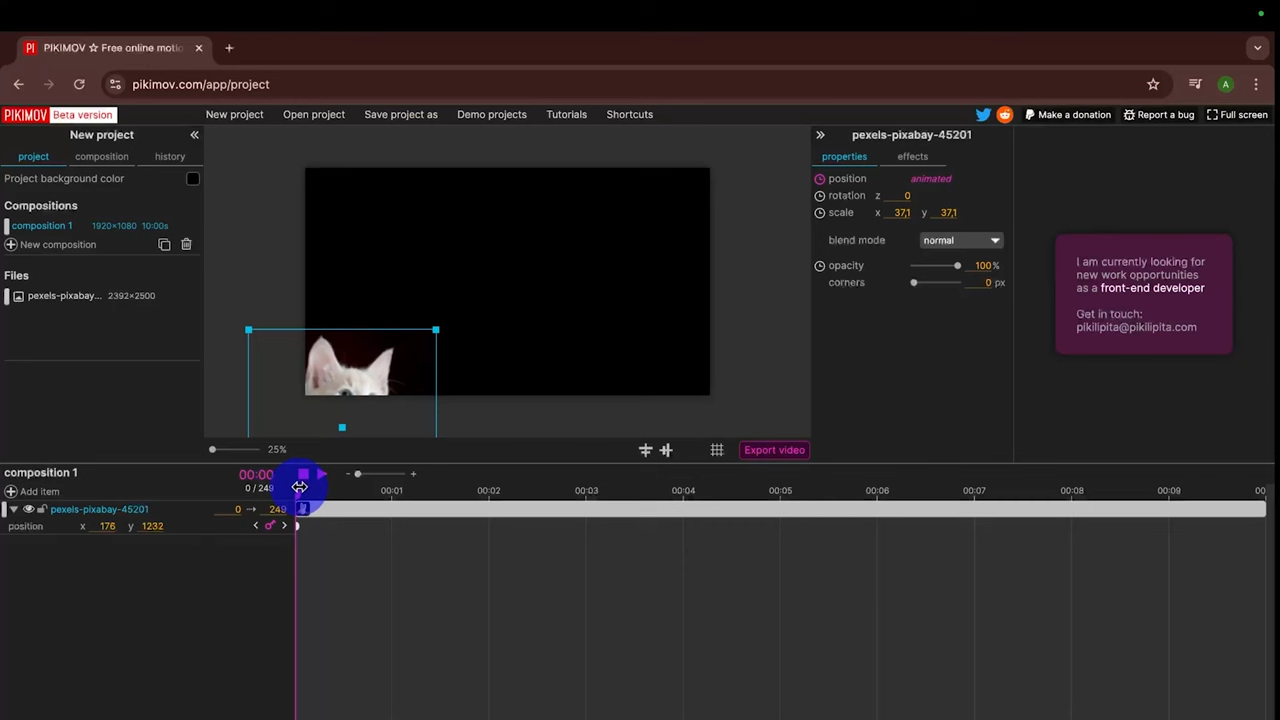 PIKIMOV ☆ Free online motio
pikimov.com/app/project
A
PIKIMOV Beta version
New project Open project Save project as Demo projects Tutorials Shortcuts
Make a donation Report a bug Full screen
New project
project composition history
Project background color
Compositions
composition 1 1920×1080 10:00s
New composition
Files
pexels-pixabay... 2392×2500
25%
Export video
pexels-pixabay-45201
properties effects
position animated
rotation z 0
scale x 37,1 y 37,1
blend mode normal
opacity 100%
corners 0 px
I am currently looking for
new work opportunities
as a front-end developer
Get in touch:
pikilipita@pikilipita.com
composition 1 00:00
- +
Add item 0 / 249
00:01 00:02 00:03 00:04 00:05 00:06 00:07 00:08 00:09 00
pexels-pixabay-45201 0 → 249
position x 176 y 1232